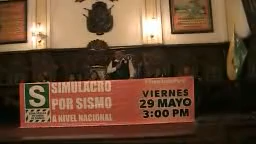 S
SIMULACRO
POR SISMO
A NIVEL NACIONAL
VIERNES
29 MAYO
3:00 PM